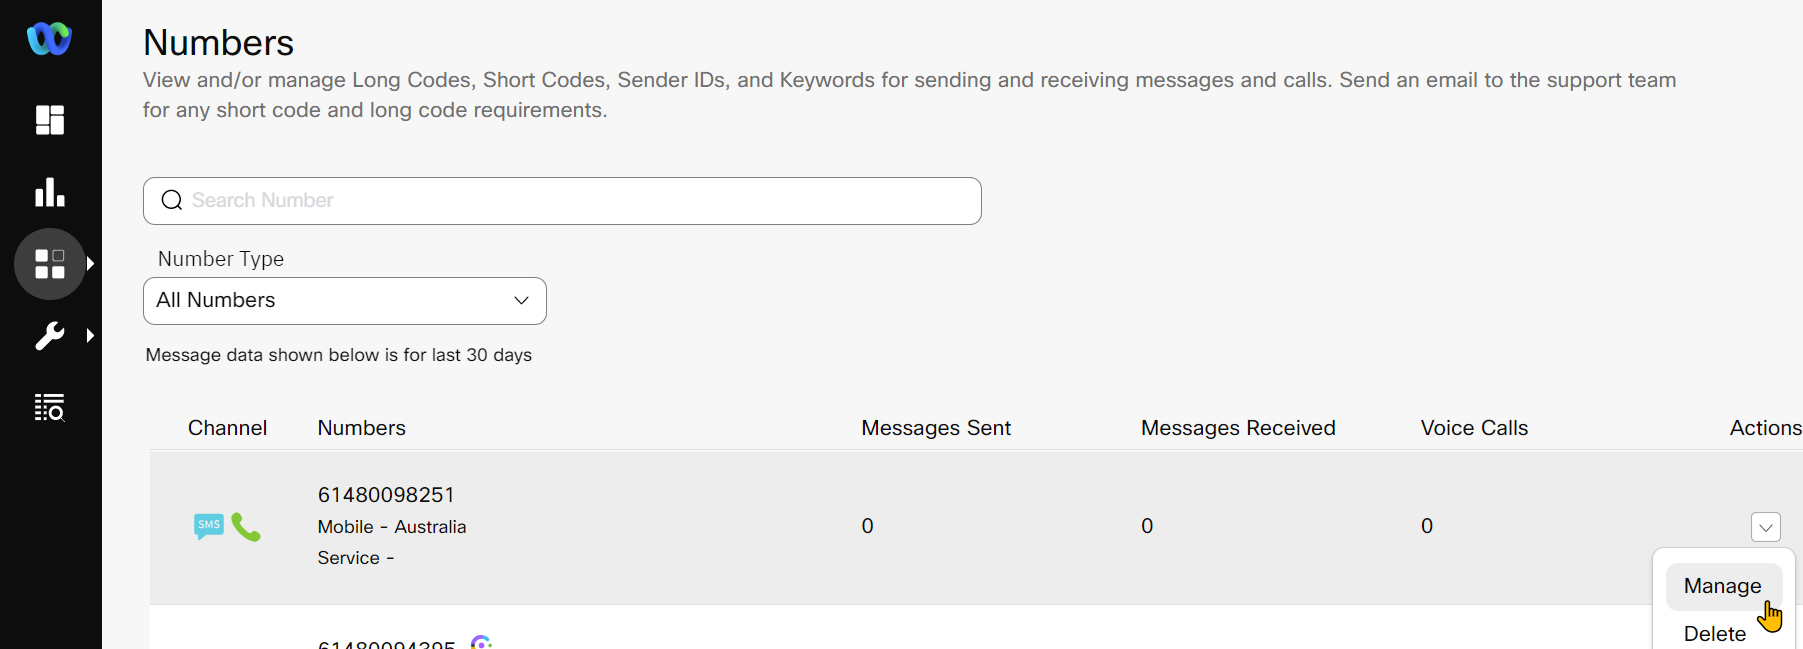 Numbers
View and/or manage Long Codes, Short Codes, Sender IDs, and Keywords for sending and receiving messages and calls. Send an email to the support team
for any short code and long code requirements.
Search Number
Number Type
All Numbers
Message data shown below is for last 30 days
Channel Numbers Messages Sent Messages Received Voice Calls Actions
61480098251
SMS Mobile - Australia 0 0 0
Service -
Manage
Delete
61480094395